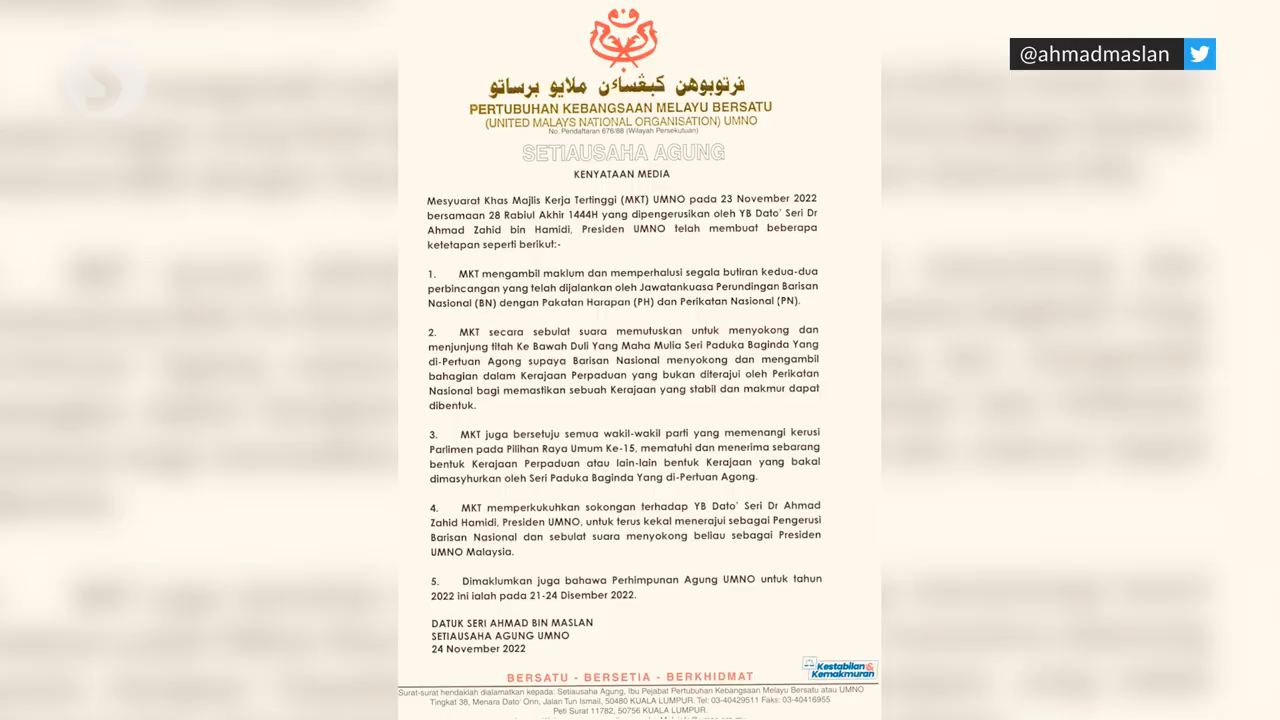 @ahmadmaslan
فرتوبوهن كبڠساءن ملايو برساتو
PERTUBUHAN KEBANGSAAN MELAYU BERSATU
(UNITED MALAYS NATIONAL ORGANISATION) UMNO
No. Pendaftaran 676/88 (Wilayah Persekutuan)
SETIAUSAHA AGUNG
KENYATAAN MEDIA
Mesyuarat Khas Majlis Kerja Tertinggi (MKT) UMNO pada 23 November 2022
bersamaan 28 Rabiul Akhir 1444H yang dipengerusikan oleh YB Dato' Seri Dr
Ahmad Zahid bin Hamidi, Presiden UMNO telah membuat beberapa
ketetapan seperti berikut:-
1. MKT mengambil maklum dan memperhalusi segala butiran kedua-dua
perbincangan yang telah dijalankan oleh Jawatankuasa Perundingan Barisan
Nasional (BN) dengan Pakatan Harapan (PH) dan Perikatan Nasional (PN).
2. MKT secara sebulat suara memutuskan untuk menyokong dan
menjunjung titah Ke Bawah Duli Yang Maha Mulia Seri Paduka Baginda Yang
di-Pertuan Agong supaya Barisan Nasional menyokong dan mengambil
bahagian dalam Kerajaan Perpaduan yang bukan diterajui oleh Perikatan
Nasional bagi memastikan sebuah Kerajaan yang stabil dan makmur dapat
dibentuk.
3. MKT juga bersetuju semua wakil-wakil parti yang memenangi kerusi
Parlimen pada Pilihan Raya Umum Ke-15, mematuhi dan menerima sebarang
bentuk Kerajaan Perpaduan atau lain-lain bentuk Kerajaan yang bakal
dimasyhurkan oleh Seri Paduka Baginda Yang di-Pertuan Agong.
4. MKT memperkukuhkan sokongan terhadap YB Dato' Seri Dr Ahmad
Zahid Hamidi, Presiden UMNO, untuk terus kekal menerajui sebagai Pengerusi
Barisan Nasional dan sebulat suara menyokong beliau sebagai Presiden
UMNO Malaysia.
5. Dimaklumkan juga bahawa Perhimpunan Agung UMNO untuk tahun
2022 ini ialah pada 21-24 Disember 2022.
DATUK SERI AHMAD BIN MASLAN
SETIAUSAHA AGUNG UMNO
24 November 2022
Kestabilan &
Kemakmuran
BERSATU - BERSETIA - BERKHIDMAT
Surat-surat hendaklah dialamatkan kepada: Setiausaha Agung, Ibu Pejabat Pertubuhan Kebangsaan Melayu Bersatu atau UMNO
Tingkat 38, Menara Dato' Onn, Jalan Tun Ismail, 50480 KUALA LUMPUR. Tel: 03-40429511 Faks: 03-40416955
Peti Surat 11782, 50756 KUALA LUMPUR.